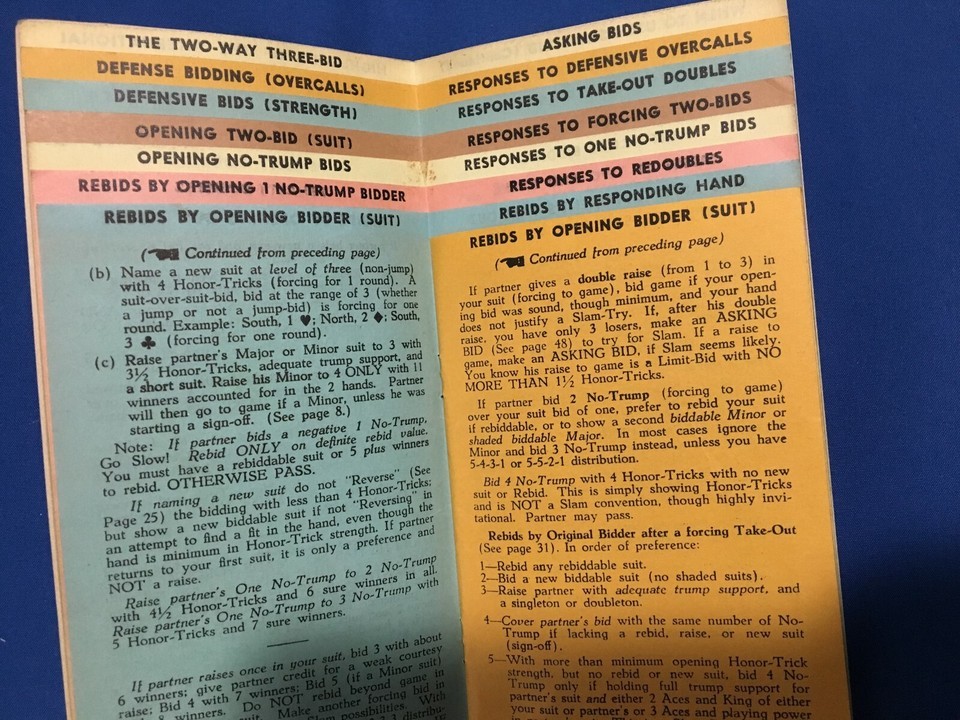 THE TWO-WAY THREE-BID
DEFENSE BIDDING (OVERCALLS)
DEFENSIVE BIDS (STRENGTH)
OPENING TWO-BID (SUIT)
OPENING NO-TRUMP BIDS
REBIDS BY OPENING 1 NO-TRUMP BIDDER
REBIDS BY OPENING BIDDER (SUIT)
(☚ Continued from preceding page)
(b) Name a new suit at level of three (non-jump)
with 4 Honor-Tricks (forcing for 1 round). A
suit-over-suit-bid, bid at the range of 3 (whether
a jump or not a jump-bid) is forcing for one
round. Example: South, 1 ♥; North, 2 ♦; South,
3 ♣ (forcing for one round).
(c) Raise partner's Major or Minor suit to 3 with
3½ Honor-Tricks, adequate trump support, and
a short suit. Raise his Minor to 4 ONLY with 11
winners accounted for in the 2 hands. Partner
will then go to game if a Minor, unless he was
starting a sign-off. (See page 8.)
Note: If partner bids a negative 1 No-Trump,
Go Slow! Rebid ONLY on definite rebid value.
You must have a rebiddable suit or 5 plus winners
to rebid. OTHERWISE PASS.
If naming a new suit do not "Reverse" (See
Page 25) the bidding with less than 4 Honor-Tricks;
but show a new biddable suit if not "Reversing" in
an attempt to find a fit in the hand, even though the
hand is minimum in Honor-Trick strength. If partner
returns to your first suit, it is only a preference and
NOT a raise.
Raise partner's One No-Trump to 2 No-Trump
with 4½ Honor-Tricks and 6 sure winners in all.
Raise partner's One No-Trump to 3 No-Trump with
5 Honor-Tricks and 7 sure winners.
If partner raises once in your suit, bid 3 with about
6 winners; give partner credit for a weak courtesy
raise; Bid 4 with 7 winners; Bid 5 (if a Minor suit)
8 winners. Do NOT rebid beyond game in
suit. Make another forcing bid in
Slam possibilities. With
distribu-
ASKING BIDS
RESPONSES TO DEFENSIVE OVERCALLS
RESPONSES TO TAKE-OUT DOUBLES
RESPONSES TO FORCING TWO-BIDS
RESPONSES TO ONE NO-TRUMP BIDS
RESPONSES TO REDOUBLES
REBIDS BY RESPONDING HAND
REBIDS BY OPENING BIDDER (SUIT)
(☚ Continued from preceding page)
If partner gives a double raise (from 1 to 3) in
your suit (forcing to game), bid game if your open-
ing bid was sound, though minimum, and your hand
does not justify a Slam-Try. If, after his double
raise, you have only 3 losers, make an ASKING
BID (See page 48) to try for Slam. If a raise to
game, make an ASKING BID, if Slam seems likely.
You know his raise to game is a Limit-Bid with NO
MORE THAN 1½ Honor-Tricks.
If partner bid 2 No-Trump (forcing to game)
over your suit bid of one, prefer to rebid your suit
if rebiddable, or to show a second biddable Minor or
shaded biddable Major. In most cases ignore the
Minor and bid 3 No-Trump instead, unless you have
5-4-3-1 or 5-5-2-1 distribution.
Bid 4 No-Trump with 4 Honor-Tricks with no new
suit or Rebid. This is simply showing Honor-Tricks
and is NOT a Slam convention, though highly invi-
tational. Partner may pass.
Rebids by Original Bidder after a forcing Take-Out
(See page 31). In order of preference:
1—Rebid any rebiddable suit.
2—Bid a new biddable suit (no shaded suits).
3—Raise partner with adequate trump support, and
a singleton or doubleton.
4—Cover partner's bid with the same number of No-
Trump if lacking a rebid, raise, or new suit
(sign-off).
5—With more than minimum opening Honor-Trick
strength, but no rebid or new suit, bid 4 No-
Trump only if holding full trump support for
partner's suit and either 2 Aces and King of either
your suit or partner's or 3 Aces and playing power